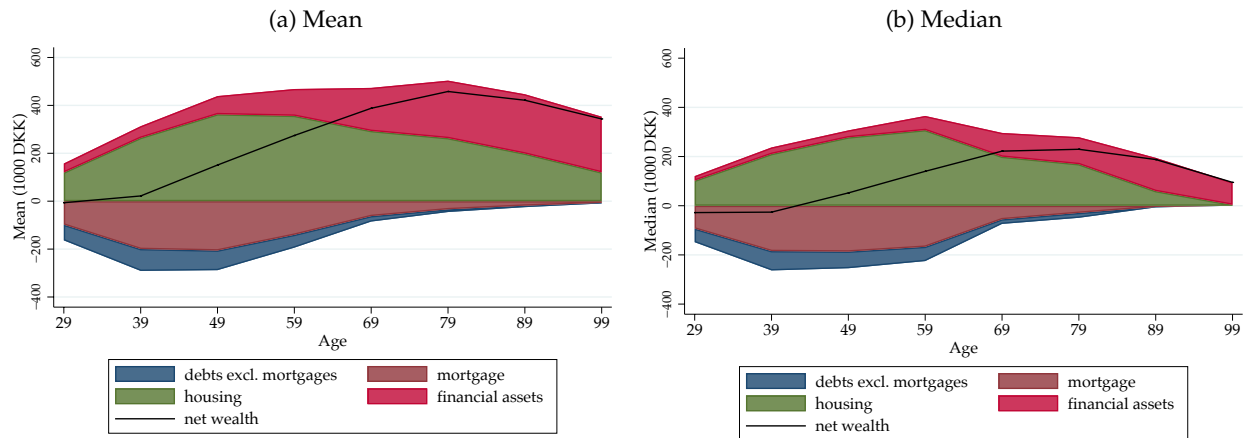 (a) Mean
Mean (1000 DKK)
600
400
200
0
−200
−400
29 39 49 59 69 79 89 99
Age
debts excl. mortgages mortgage
housing financial assets
net wealth
(b) Median
Median (1000 DKK)
600
400
200
0
−200
−400
29 39 49 59 69 79 89 99
Age
debts excl. mortgages mortgage
housing financial assets
net wealth